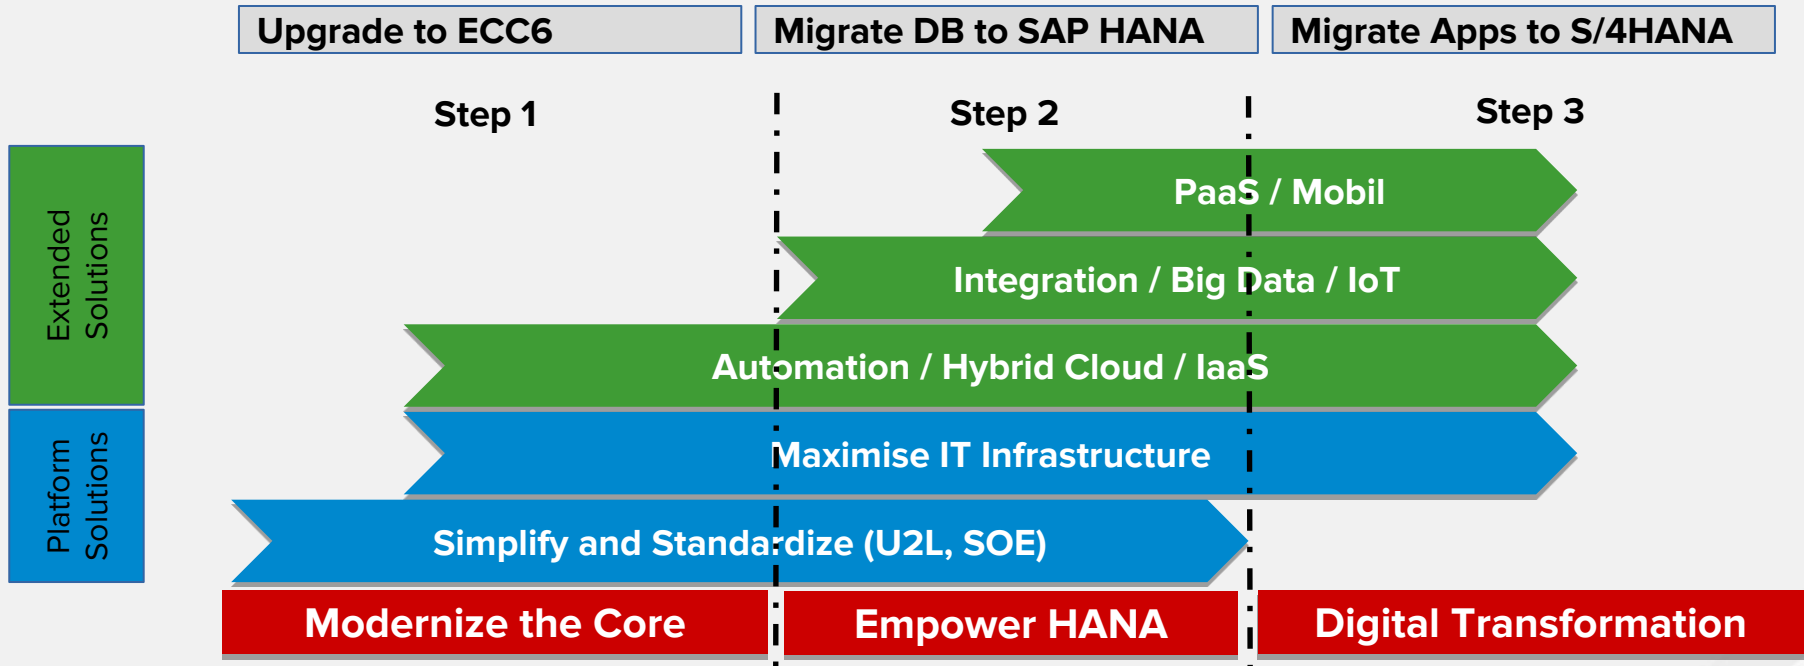 Upgrade to ECC6
Migrate DB to SAP HANA
Migrate Apps to S/4HANA
Step 1
Step 2
Step 3
Extended
Solutions
PaaS / Mobil
Integration / Big Data / IoT
Automation / Hybrid Cloud / IaaS
Platform
Solutions
Maximise IT Infrastructure
Simplify and Standardize (U2L, SOE)
Modernize the Core
Empower HANA
Digital Transformation